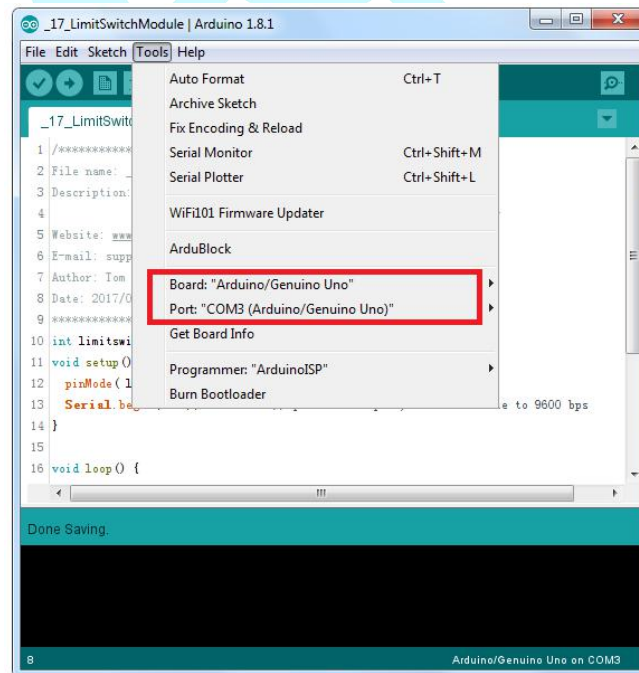 _17_LimitSwitchModule | Arduino 1.8.1
File Edit Sketch Tools Help
Auto Format Ctrl+T
Archive Sketch
Fix Encoding & Reload
Serial Monitor Ctrl+Shift+M
Serial Plotter Ctrl+Shift+L
WiFi101 Firmware Updater
ArduBlock
Board: "Arduino/Genuino Uno"
Port: "COM3 (Arduino/Genuino Uno)"
Get Board Info
Programmer: "ArduinoISP"
Burn Bootloader
_17_LimitSwitc
1 /***********
2 File name: _
3 Description:
4
5 Website: www
6 E-mail: supp
7 Author: Tom
8 Date: 2017/0
9 ************
10 int limitswi
11 void setup()
12 pinMode( l
13 Serial.be e to 9600 bps
14 }
15
16 void loop() {
Done Saving.
8 Arduino/Genuino Uno on COM3